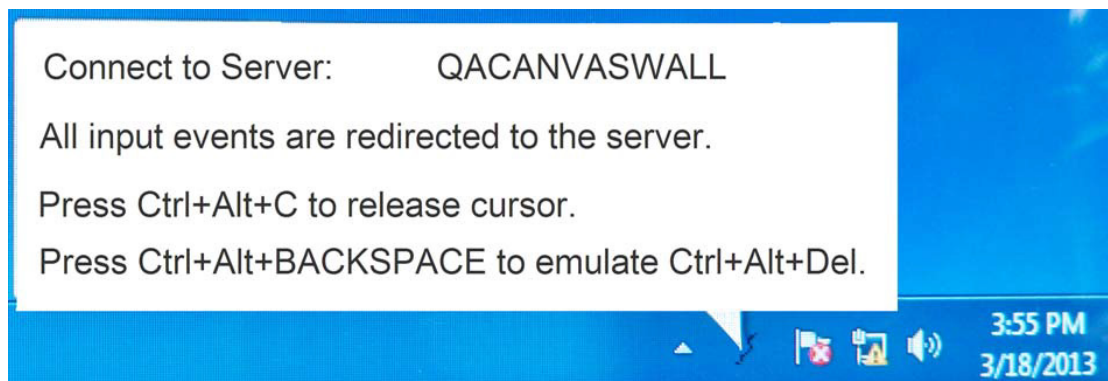 Connect to Server: QACANVASWALL
All input events are redirected to the server.
Press Ctrl+Alt+C to release cursor.
Press Ctrl+Alt+BACKSPACE to emulate Ctrl+Alt+Del.
3:55 PM
3/18/2013